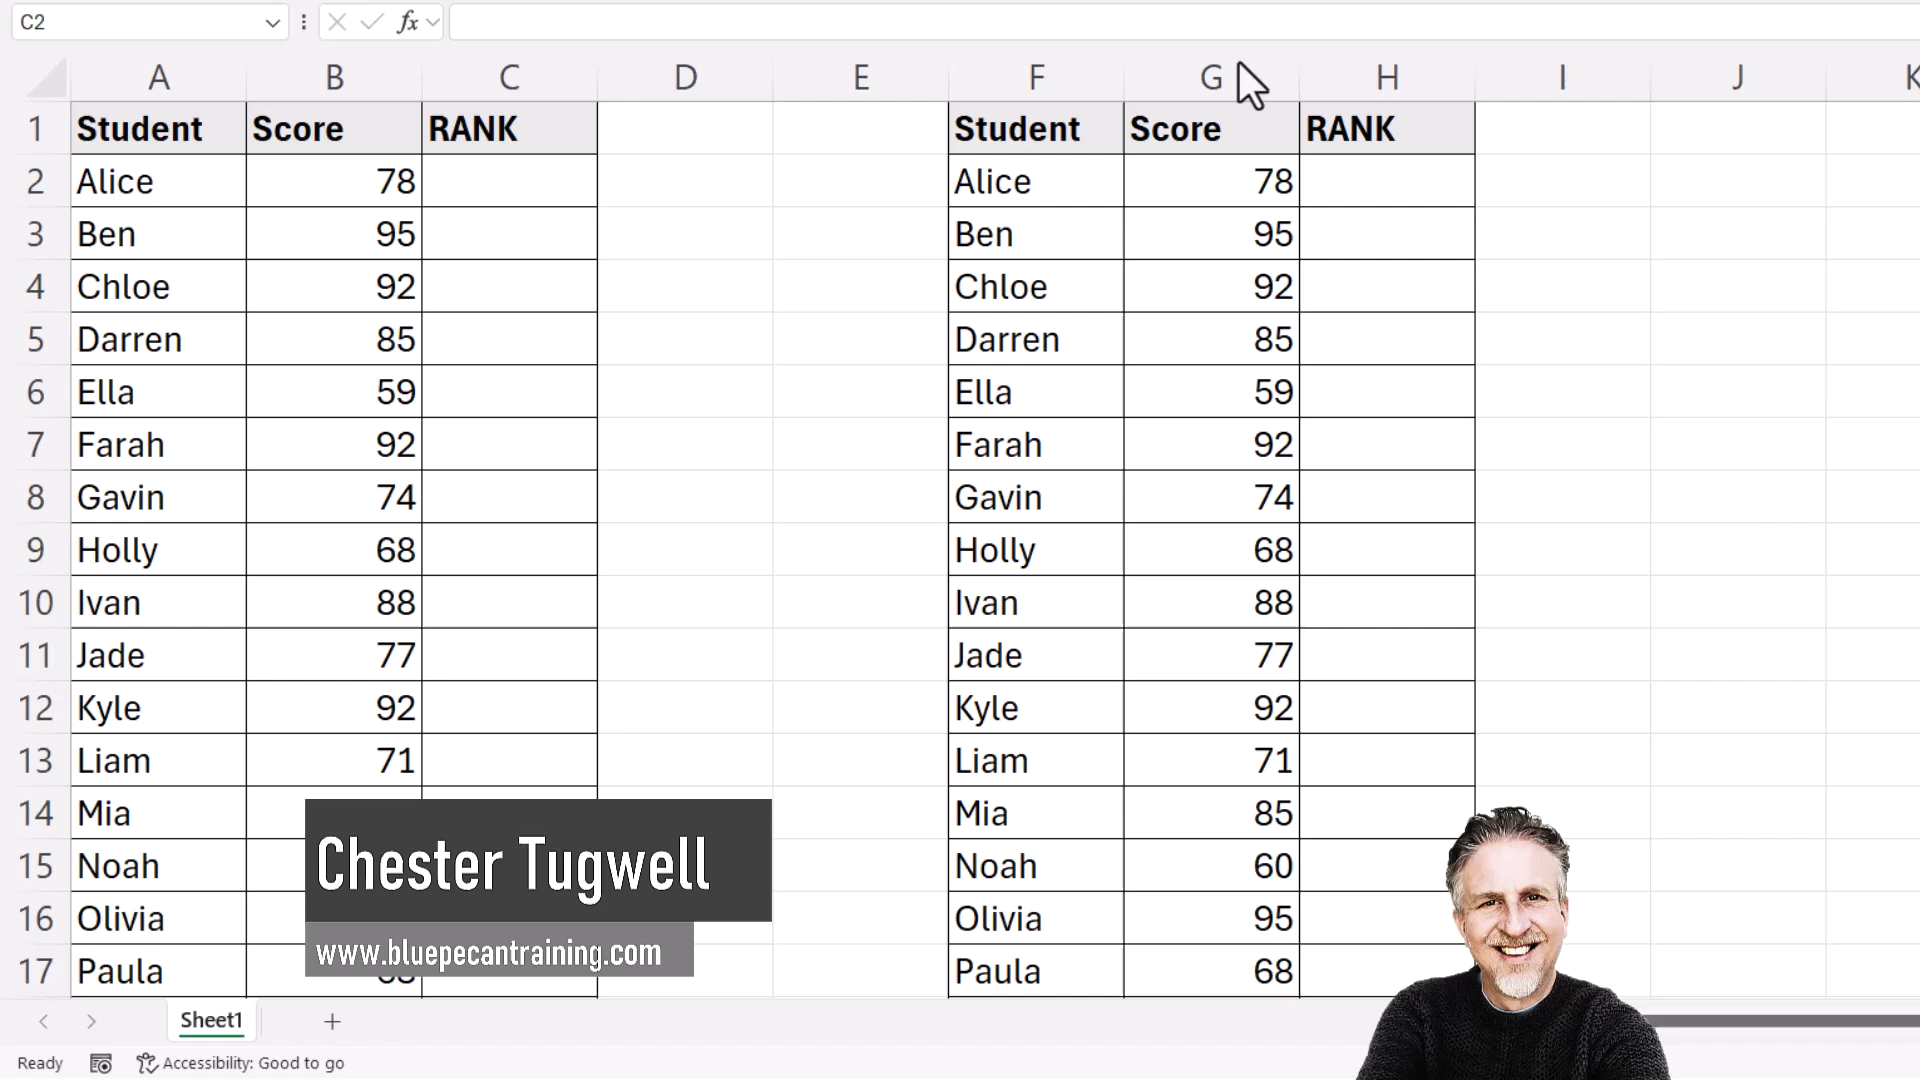 C2
fx
A B C D E F G H I J K
1 Student Score RANK Student Score RANK
2 Alice 78 Alice 78
3 Ben 95 Ben 95
4 Chloe 92 Chloe 92
5 Darren 85 Darren 85
6 Ella 59 Ella 59
7 Farah 92 Farah 92
8 Gavin 74 Gavin 74
9 Holly 68 Holly 68
10 Ivan 88 Ivan 88
11 Jade 77 Jade 77
12 Kyle 92 Kyle 92
13 Liam 71 Liam 71
14 Mia Mia 85
15 Noah Noah 60
16 Olivia Olivia 95
17 Paula Paula 68
Chester Tugwell
www.bluepecantraining.com
Sheet1
Ready Accessibility: Good to go